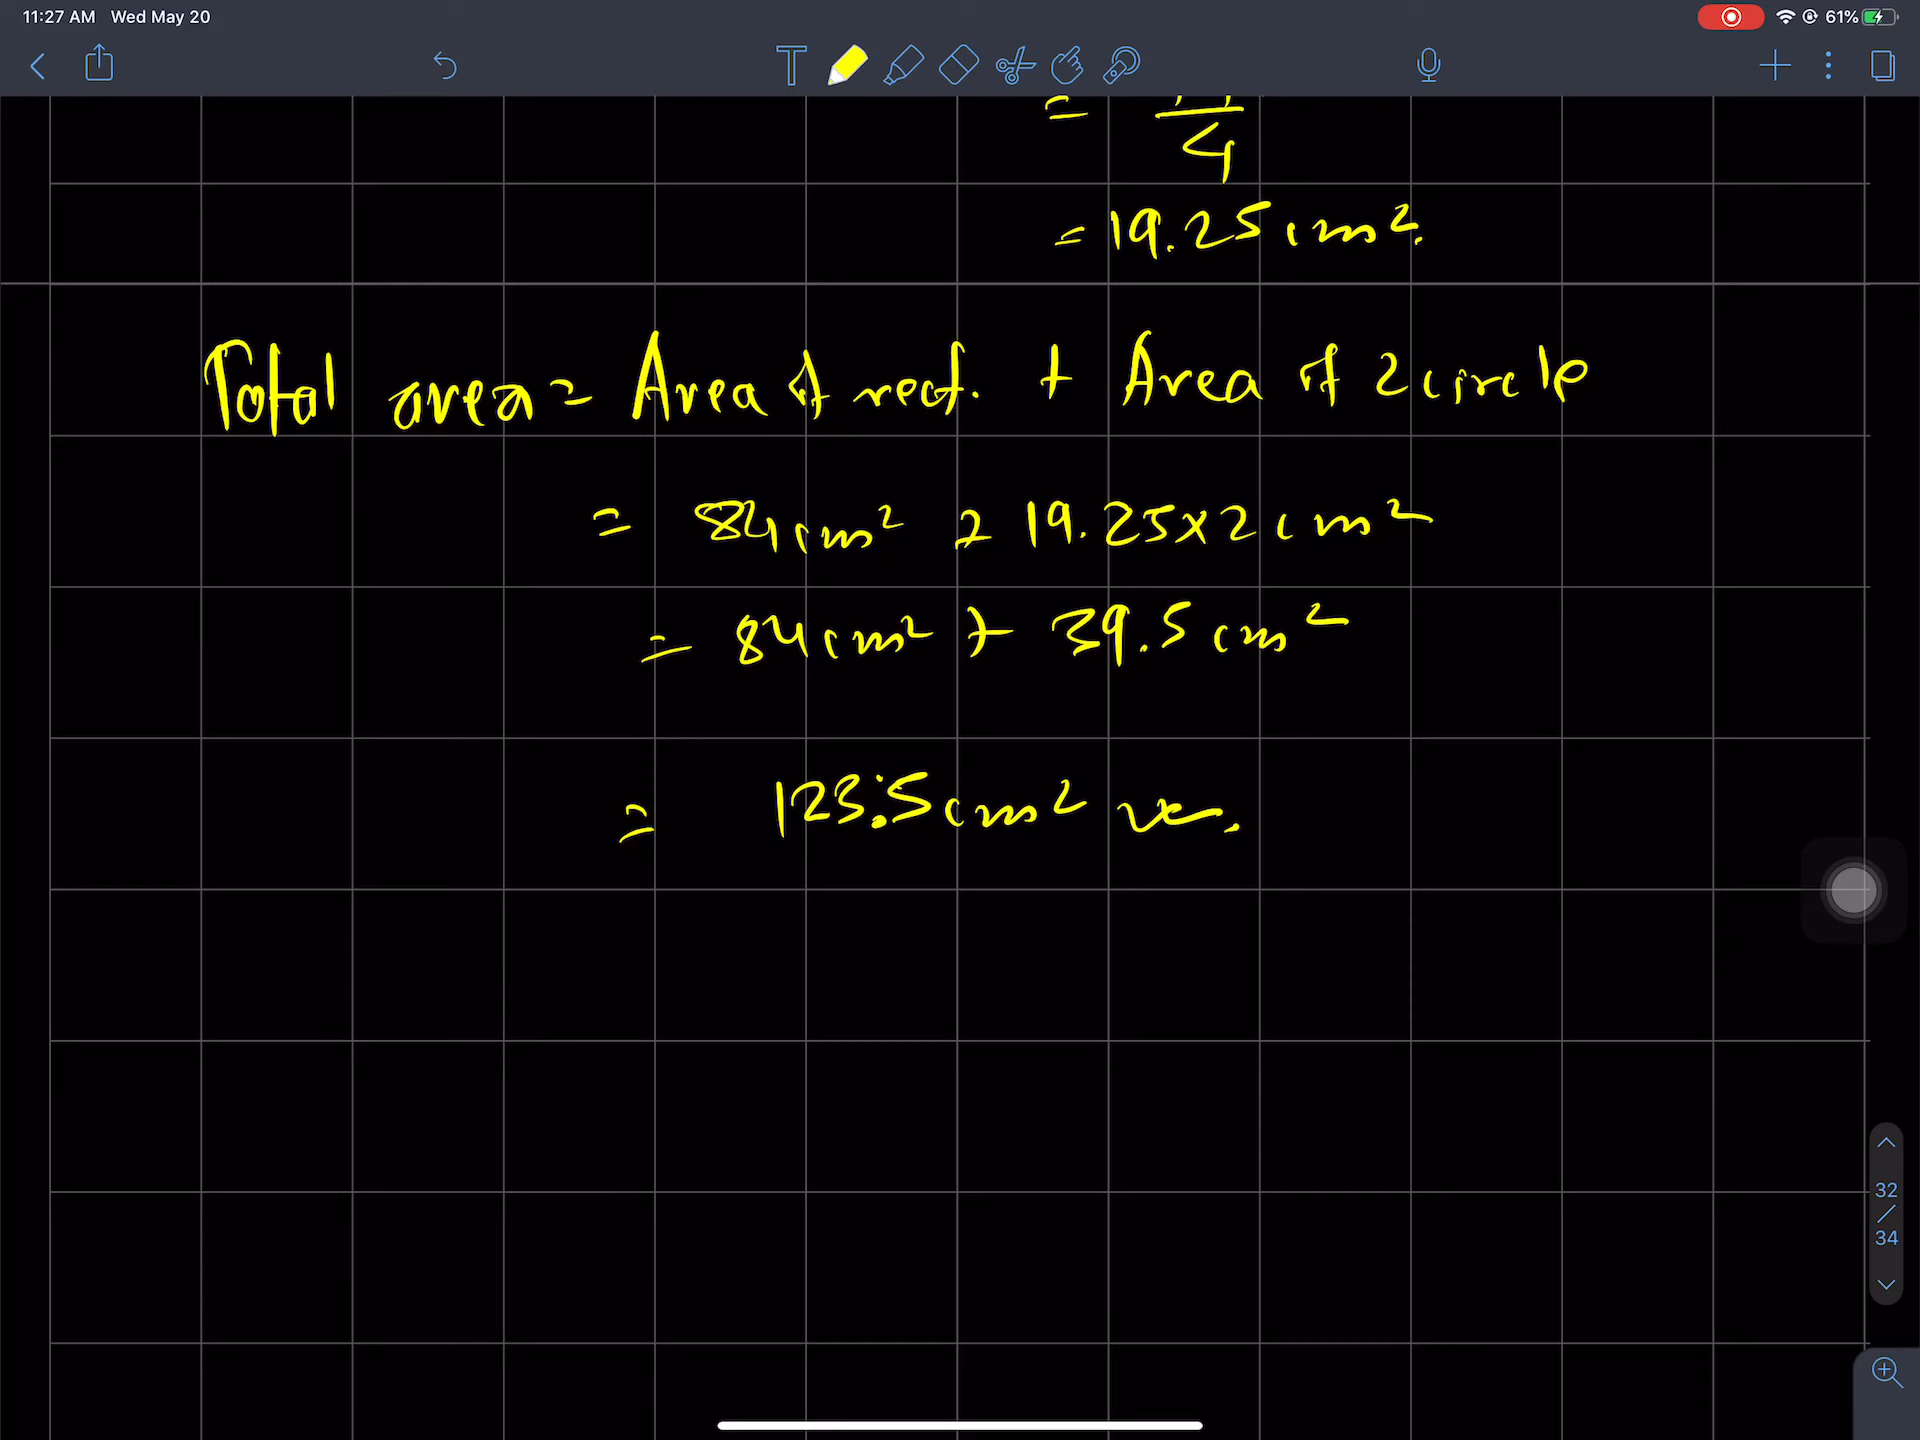 11:27 AM Wed May 20 61%
T
=
4
= 19.25 cm².
Total area = Area of rect. + Area of 2 circle
= 84 cm² + 19.25 x 2 cm²
= 84 cm² + 39.5 cm²
= 123.5 cm²
32
/
34